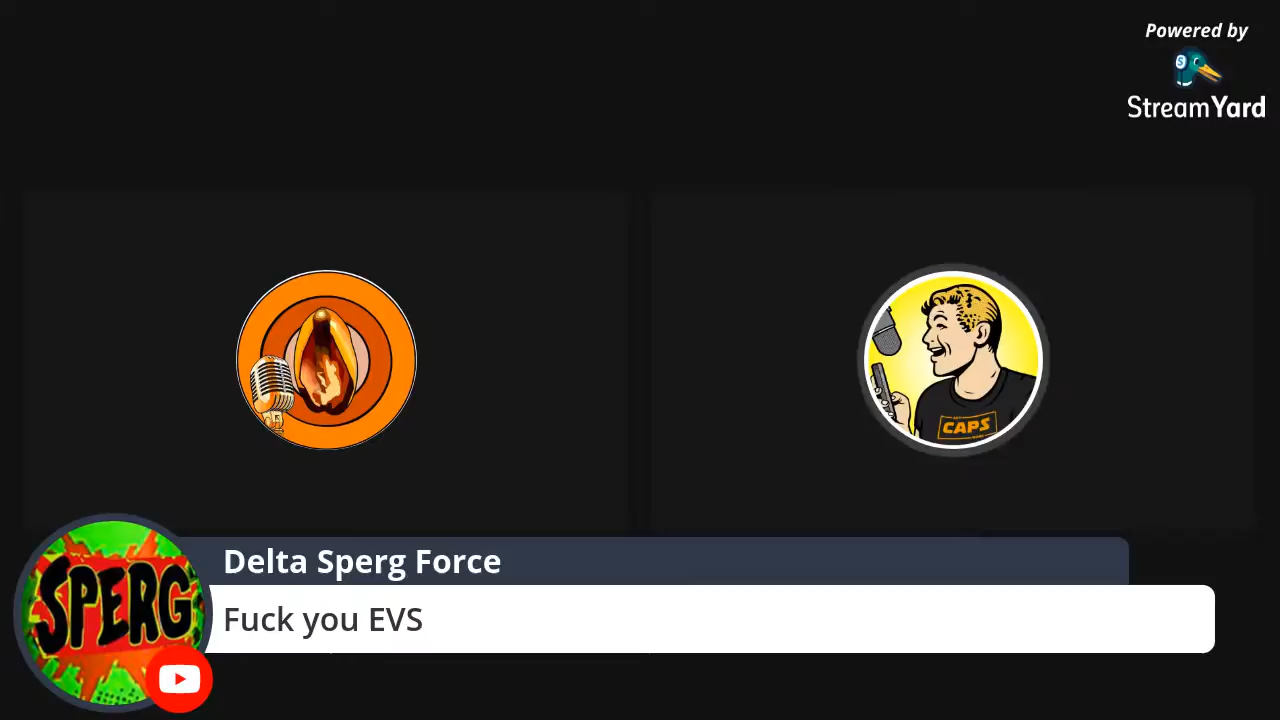 Powered by
StreamYard
CAPS
Delta Sperg Force
SPERG
Fuck you EVS